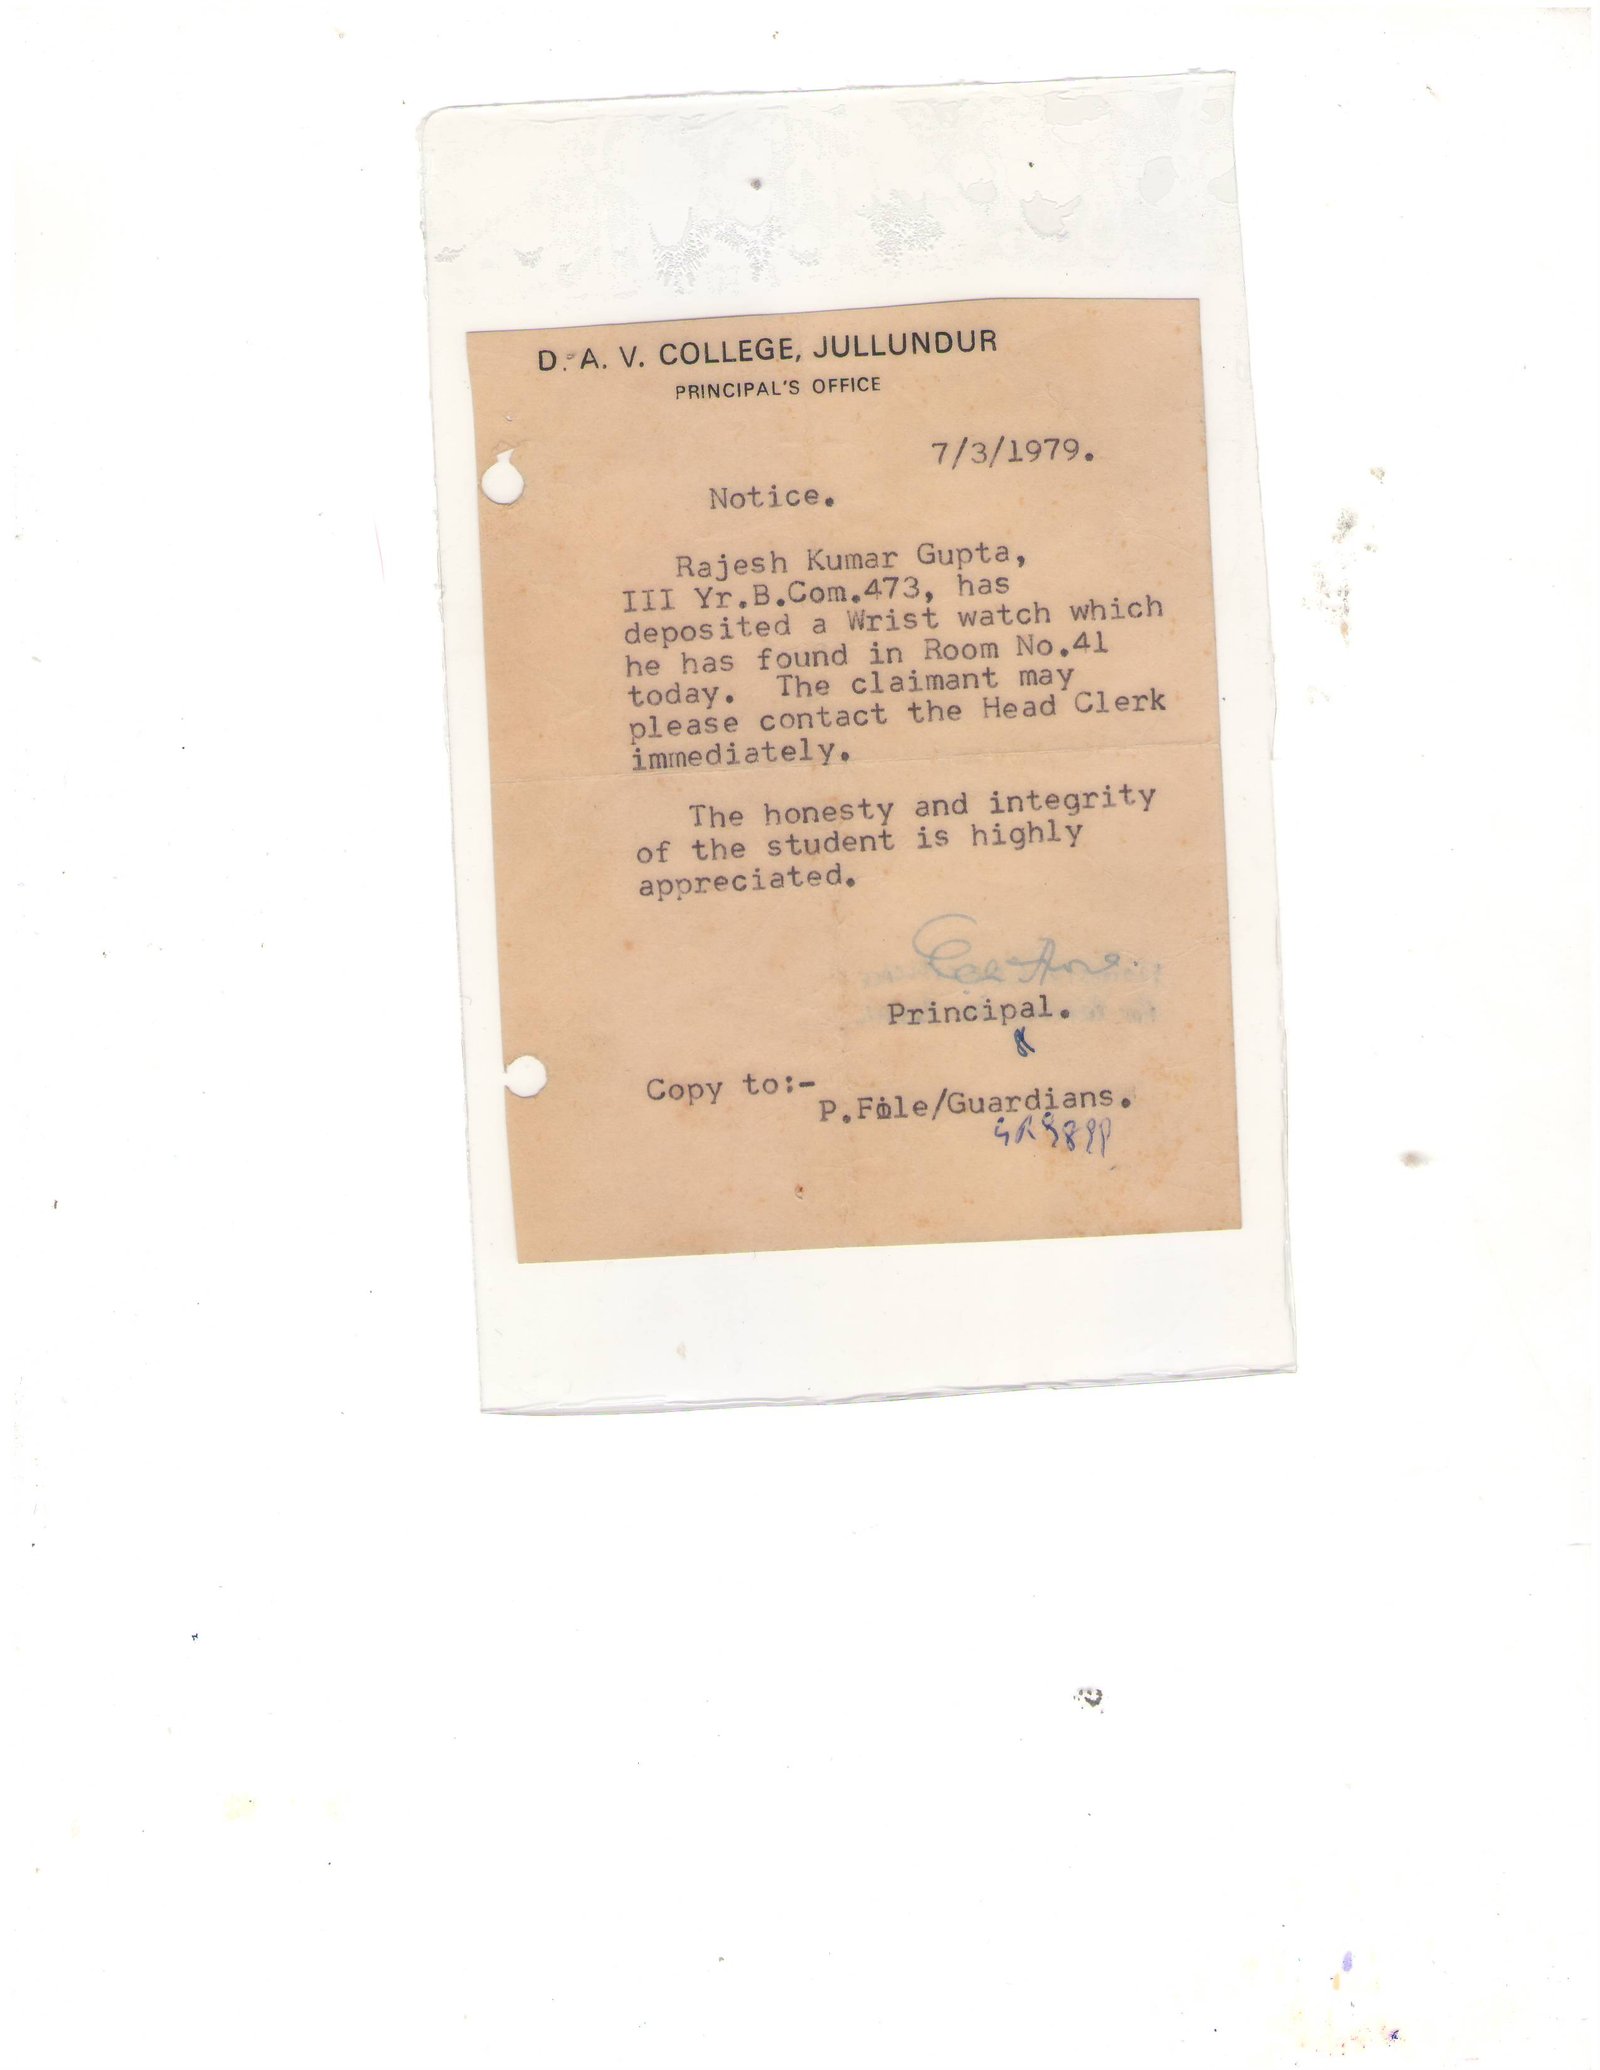 D. A. V. COLLEGE, JULLUNDUR
PRINCIPAL'S OFFICE
7/3/1979.
Notice.
Rajesh Kumar Gupta,
III Yr.B.Com.473, has
deposited a Wrist watch which
he has found in Room No.41
today. The claimant may
please contact the Head Clerk
immediately.
The honesty and integrity
of the student is highly
appreciated.
Principal.
Copy to:-
P.File/Guardians.